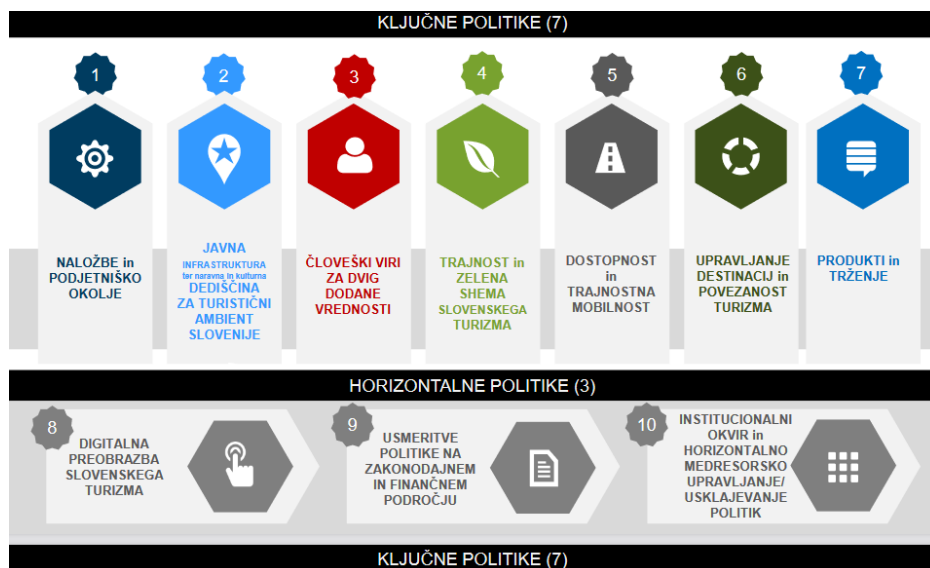 KLJUČNE POLITIKE (7)
1
2
3
4
5
6
7
NALOŽBE in
PODJETNIŠKO
OKOLJE
JAVNA
INFRASTRUKTURA
ter naravna in kulturna
DEDIŠČINA
ZA TURISTIČNI
AMBIENT
SLOVENIJE
ČLOVEŠKI VIRI
ZA DVIG
DODANE
VREDNOSTI
TRAJNOST in
ZELENA
SHEMA
SLOVENSKEGA
TURIZMA
DOSTOPNOST
in
TRAJNOSTNA
MOBILNOST
UPRAVLJANJE
DESTINACIJ in
POVEZANOST
TURIZMA
PRODUKTI in
TRŽENJE
HORIZONTALNE POLITIKE (3)
8
DIGITALNA
PREOBRAZBA
SLOVENSKEGA
TURIZMA
9
USMERITVE
POLITIKE NA
ZAKONODAJNEM
IN FINANČNEM
PODROČJU
10
INSTITUCIONALNI
OKVIR in
HORIZONTALNO
MEDRESORSKO
UPRAVLJANJE/
USKLAJEVANJE
POLITIK
KLJUČNE POLITIKE (7)